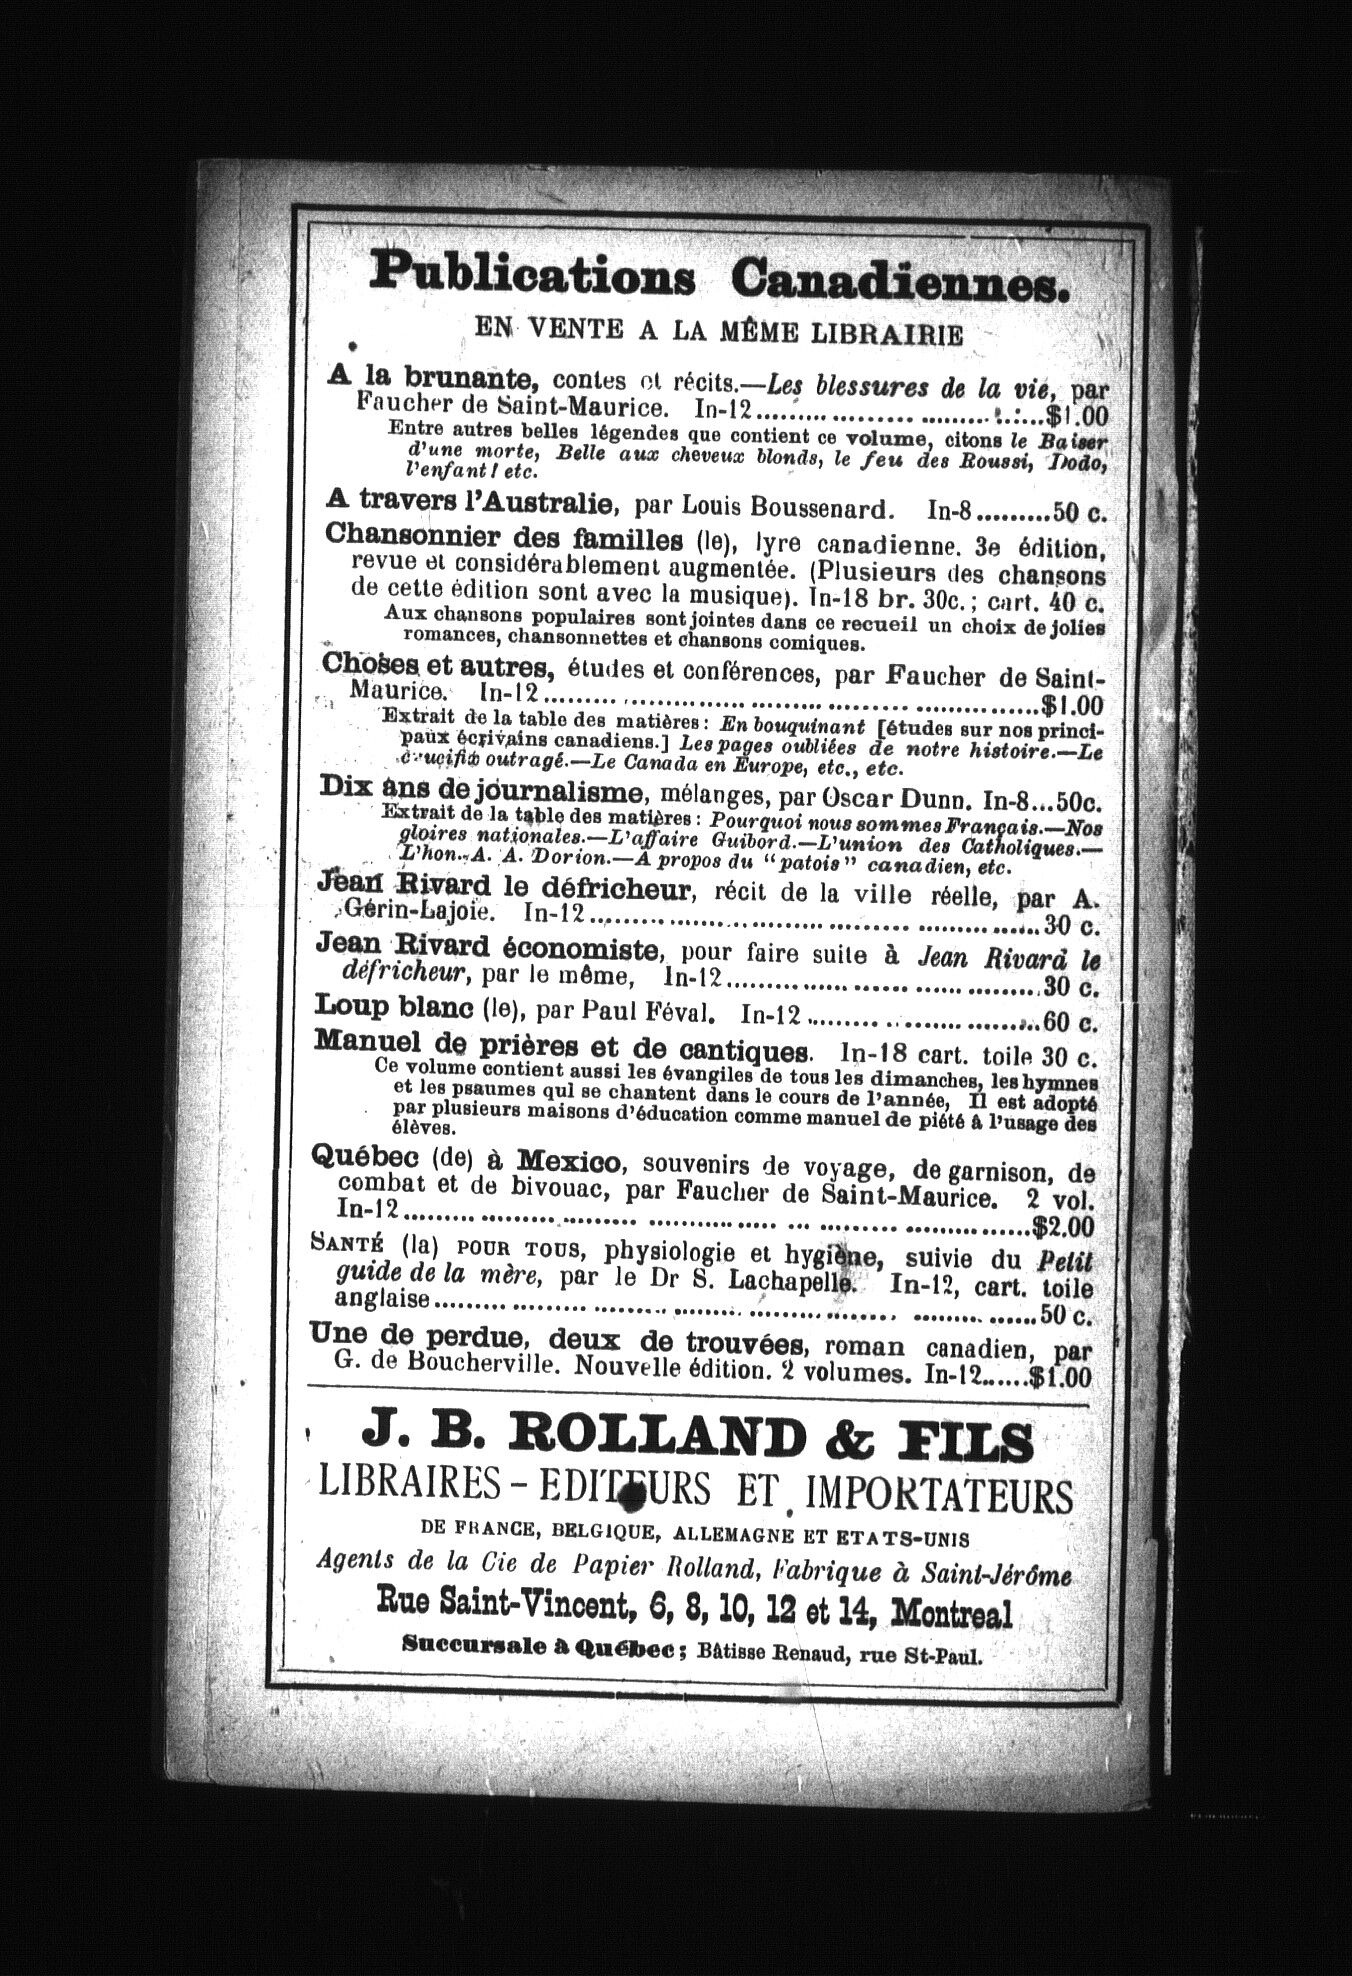 Publications Canadiennes.
EN VENTE A LA MÊME LIBRAIRIE
A la brunante, contes et récits.—Les blessures de la vie, par
Faucher de Saint-Maurice. In-12..............................$1.00
Entre autres belles légendes que contient ce volume, citons le Baiser
d'une morte, Belle aux cheveux blonds, le feu des Roussi, Dodo,
l'enfant! etc.
A travers l'Australie, par Louis Boussenard. In-8.........50 c.
Chansonnier des familles (le), lyre canadienne. 3e édition,
revue et considérablement augmentée. (Plusieurs des chansons
de cette édition sont avec la musique). In-18 br. 30c.; cart. 40 c.
Aux chansons populaires sont jointes dans ce recueil un choix de jolies
romances, chansonnettes et chansons comiques.
Choses et autres, études et conférences, par Faucher de Saint-
Maurice. In-12..............................$1.00
Extrait de la table des matières: En bouquinant [études sur nos princi-
paux écrivains canadiens.] Les pages oubliées de notre histoire.—Le
crucifix outragé.—Le Canada en Europe, etc., etc.
Dix ans de journalisme, mélanges, par Oscar Dunn. In-8...50c.
Extrait de la table des matières: Pourquoi nous sommes Français.—Nos
gloires nationales.—L'affaire Guibord.—L'union des Catholiques.—
L'hon. A. A. Dorion.—A propos du "patois" canadien, etc.
Jean Rivard le défricheur, récit de la ville réelle, par A.
Gérin-Lajoie. In-12..............................30 c.
Jean Rivard économiste, pour faire suite à Jean Rivard le
défricheur, par le même, In-12..............................30 c.
Loup blanc (le), par Paul Féval. In-12..............................60 c.
Manuel de prières et de cantiques. In-18 cart. toile 30 c.
Ce volume contient aussi les évangiles de tous les dimanches, les hymnes
et les psaumes qui se chantent dans le cours de l'année, Il est adopté
par plusieurs maisons d'éducation comme manuel de piété à l'usage des
élèves.
Québec (de) à Mexico, souvenirs de voyage, de garnison, de
combat et de bivouac, par Faucher de Saint-Maurice. 2 vol.
In-12..............................$2.00
SANTÉ (la) POUR TOUS, physiologie et hygiène, suivie du Petit
guide de la mère, par le Dr S. Lachapelle. In-12, cart. toile
anglaise..............................50 c.
Une de perdue, deux de trouvées, roman canadien, par
G. de Boucherville. Nouvelle édition. 2 volumes. In-12......$1.00
J. B. ROLLAND & FILS
LIBRAIRES-EDITEURS ET IMPORTATEURS
DE FRANCE, BELGIQUE, ALLEMAGNE ET ETATS-UNIS
Agents de la Cie de Papier Rolland, Fabrique à Saint-Jérôme
Rue Saint-Vincent, 6, 8, 10, 12 et 14, Montreal
Succursale à Québec; Bâtisse Renaud, rue St-Paul.